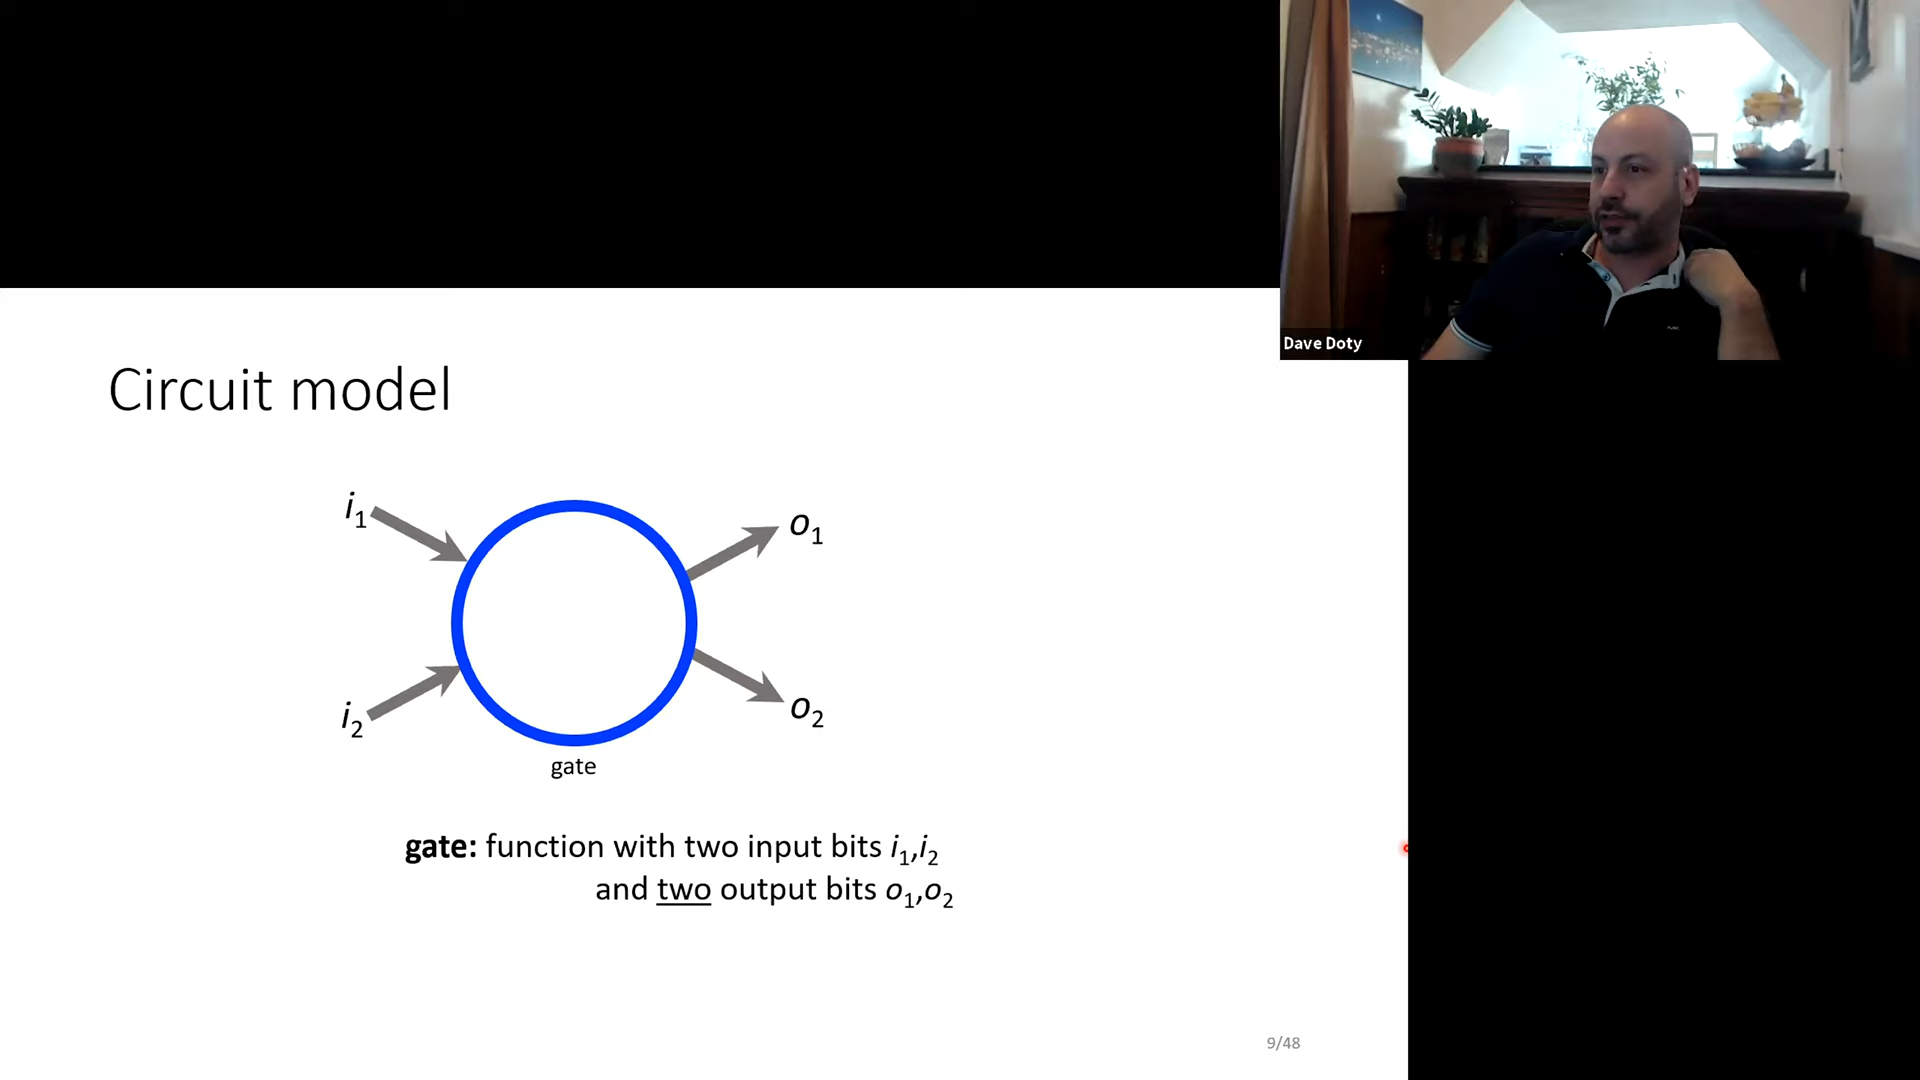 Dave Doty
Circuit model
i1
o1
i2
o2
gate
gate: function with two input bits i1,i2
and two output bits o1,o2
9/48